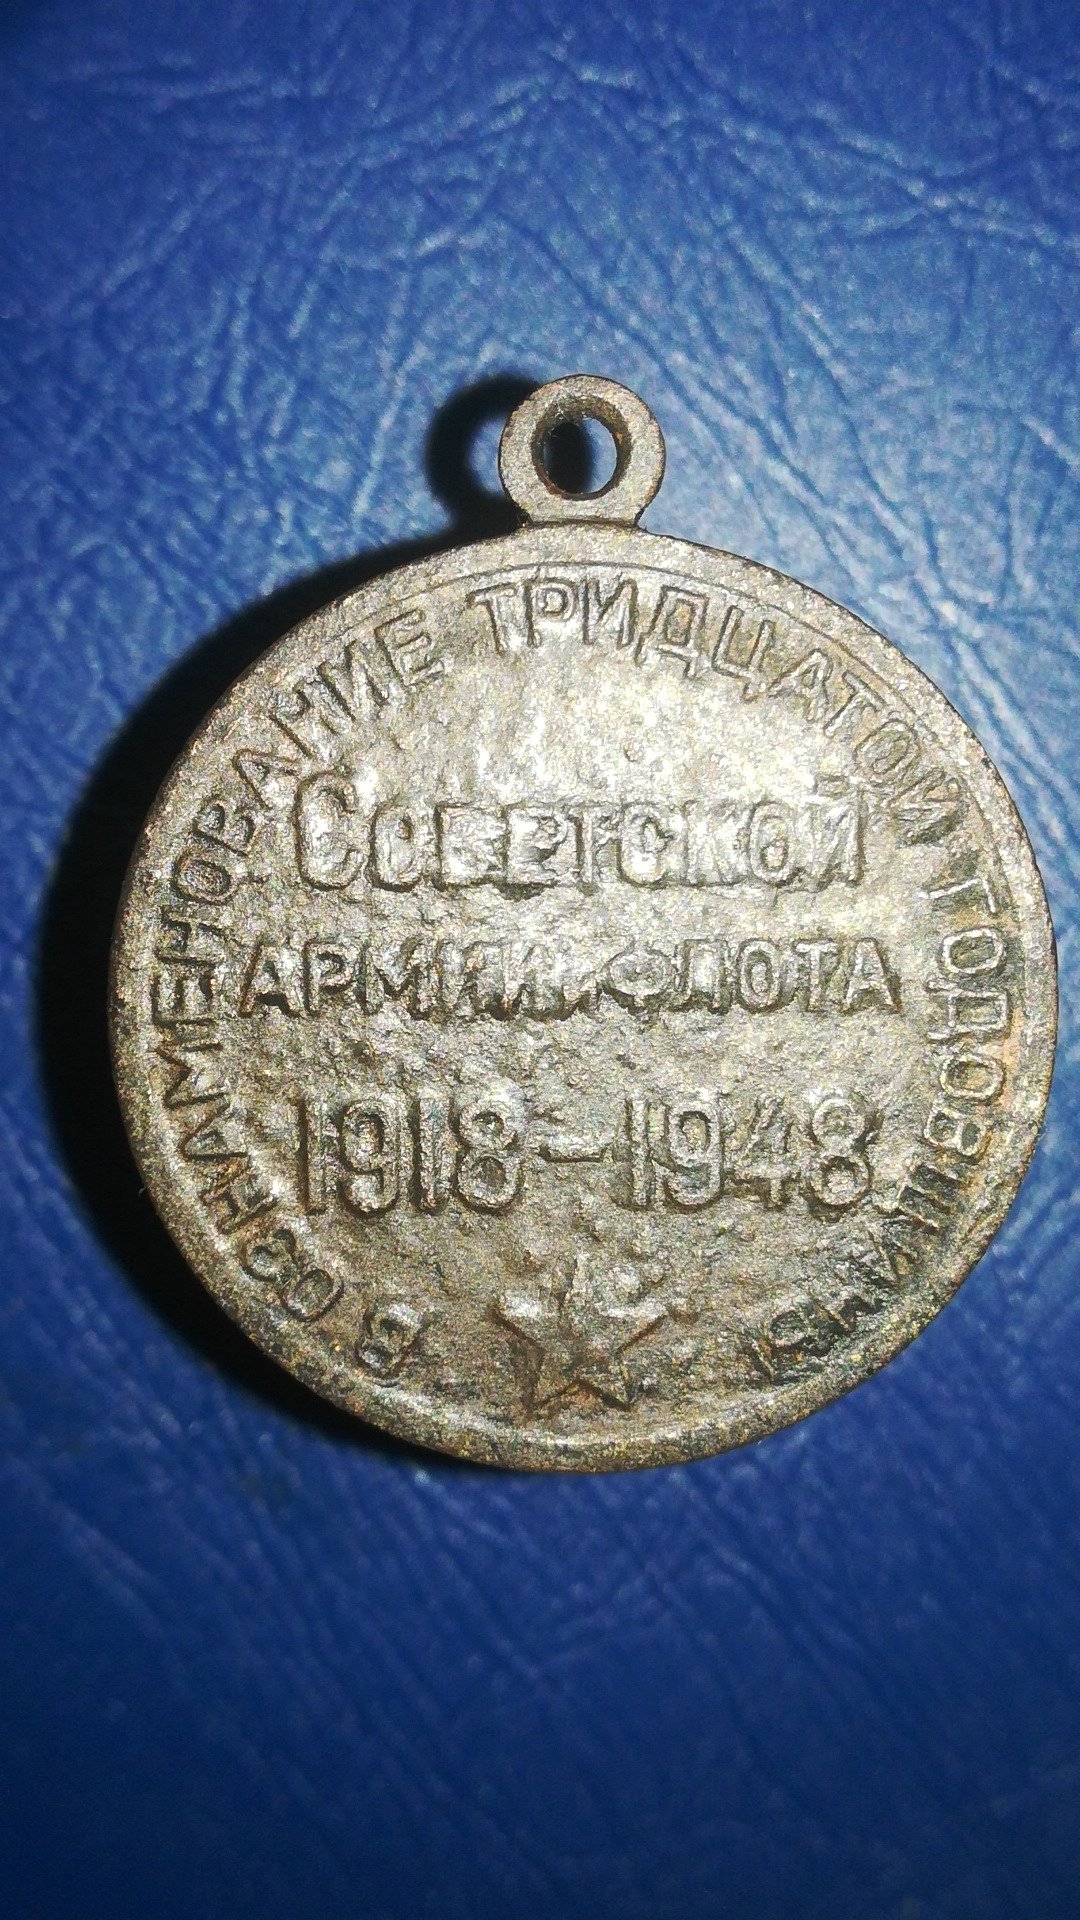 В ОЗНАМЕНОВАНИЕ ТРИДЦАТОЙ ГОДОВЩИНЫ
СОВЕТСКОЙ
АРМИИ И ФЛОТА
1918-1948